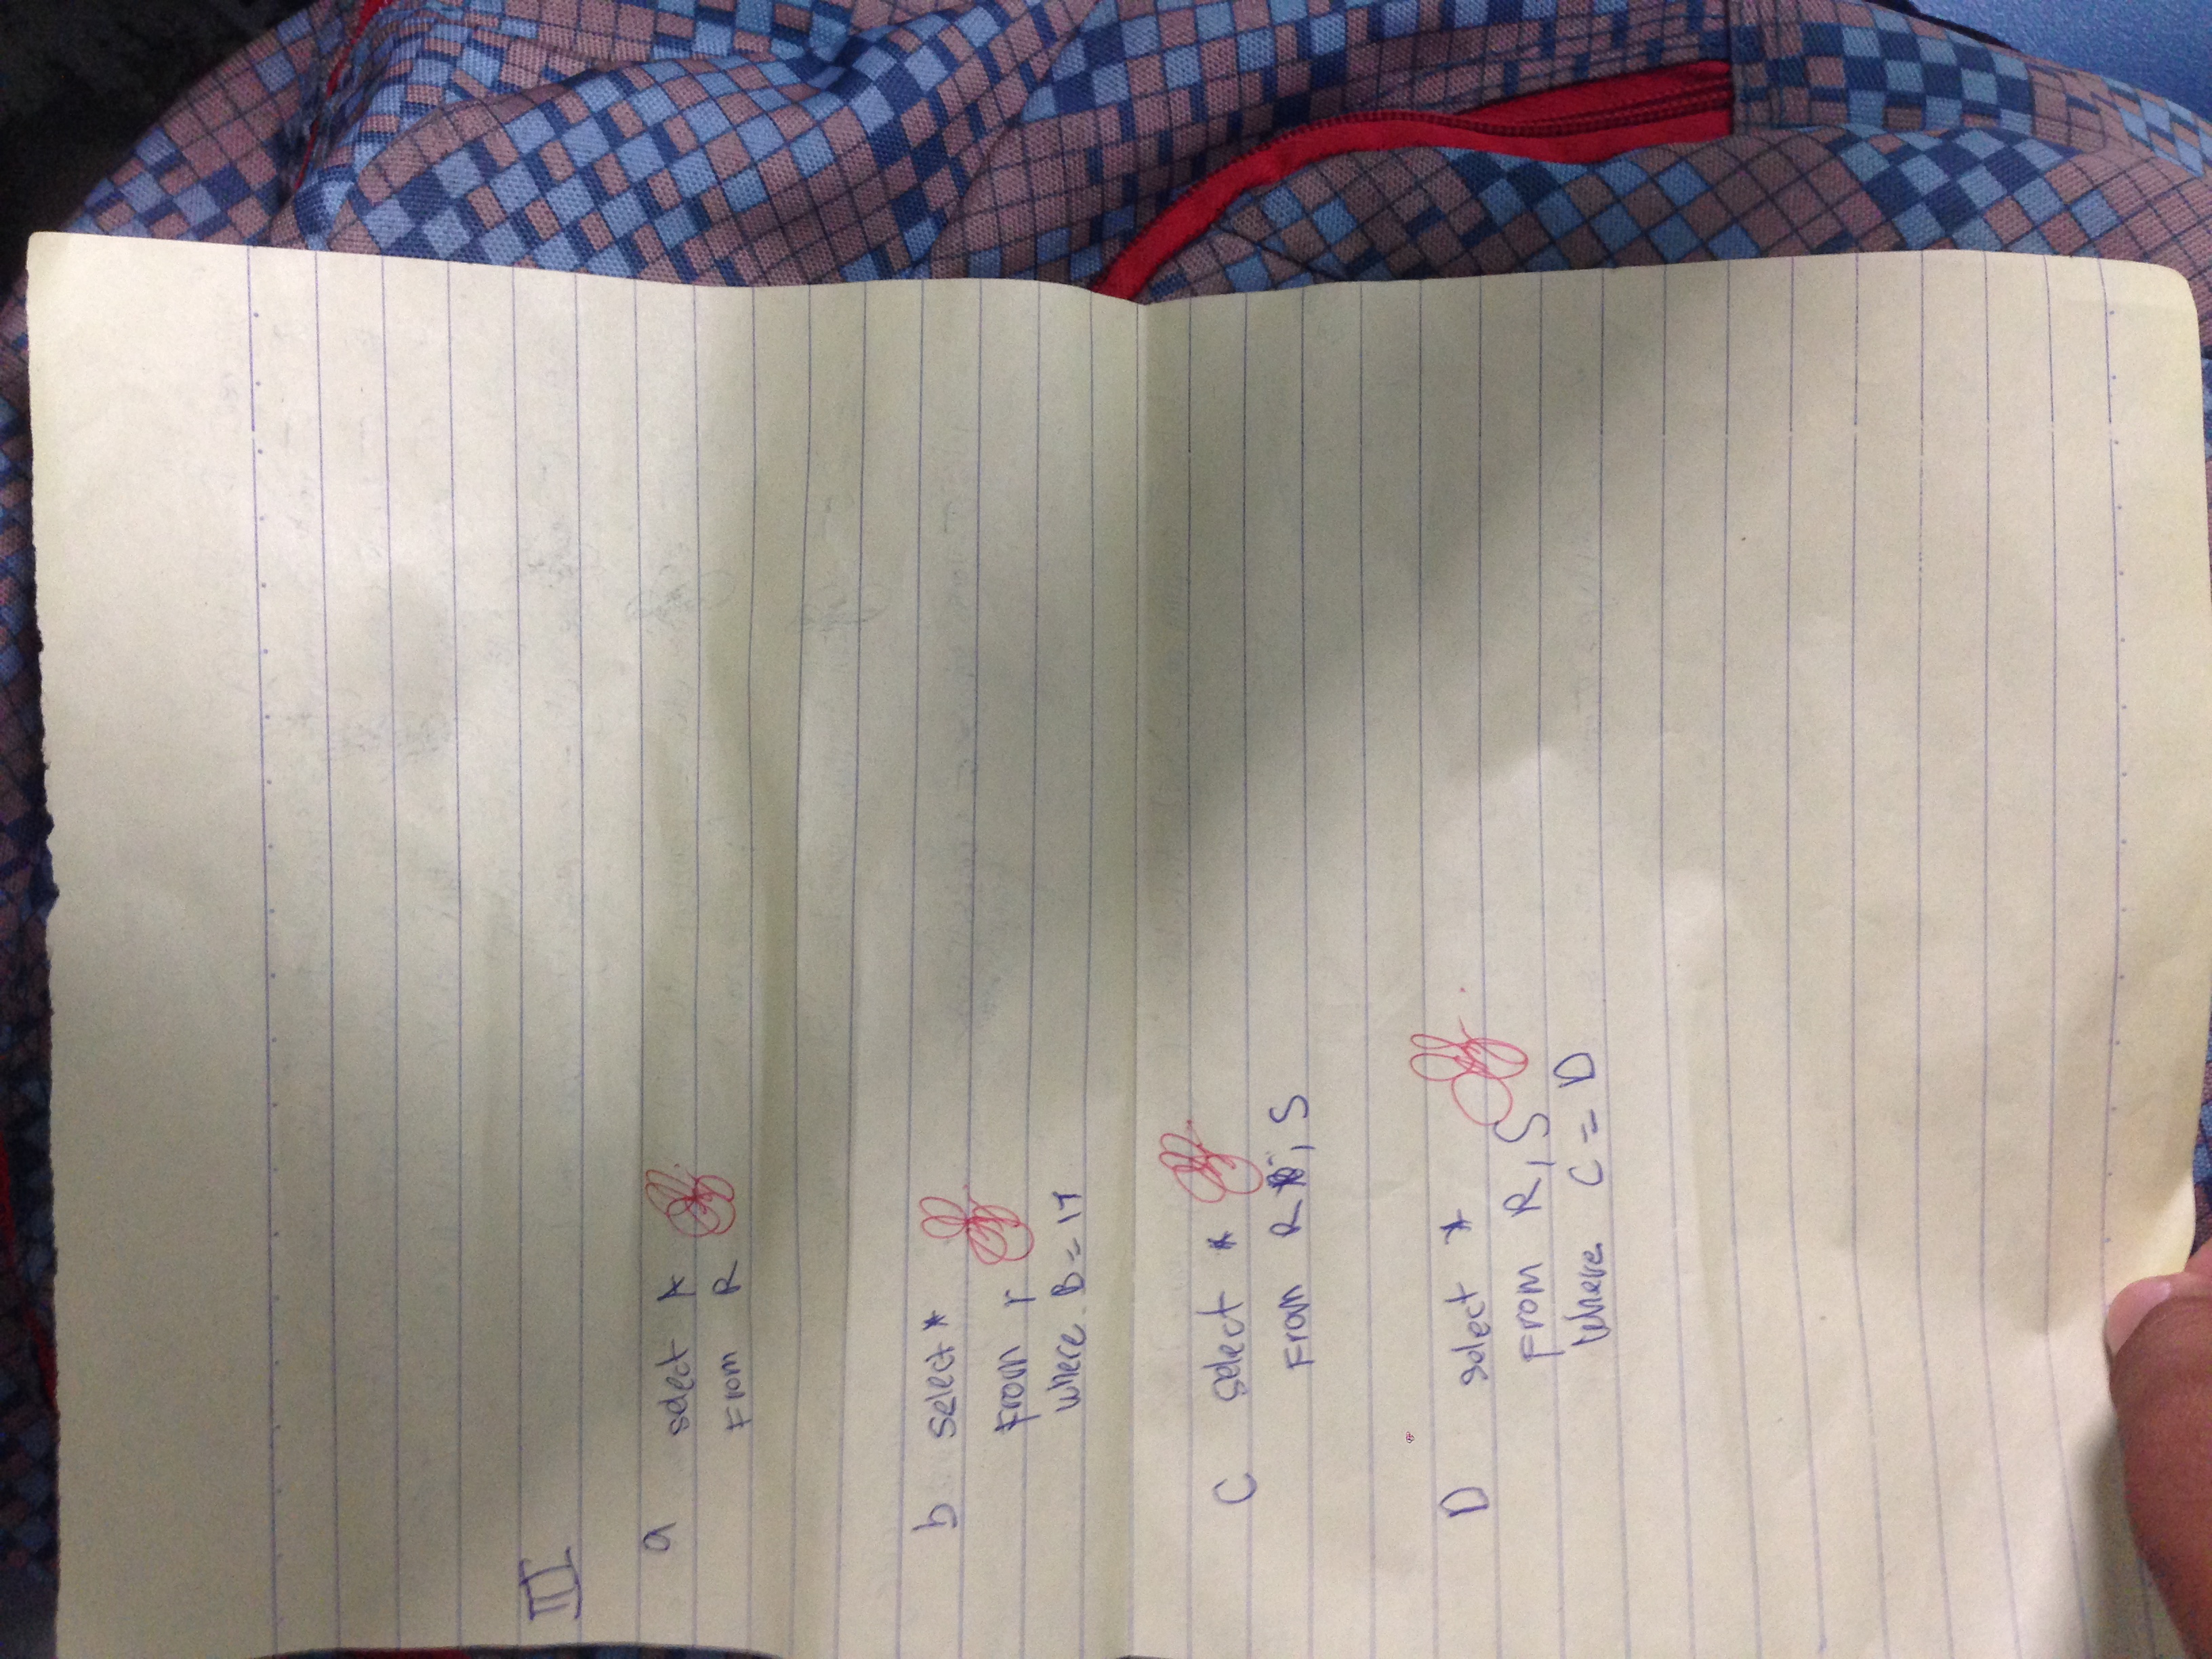 III
a select A
From R
b select *
From r
where B = 17
C select *
From R , S
D select *
From R, S
Where C = D